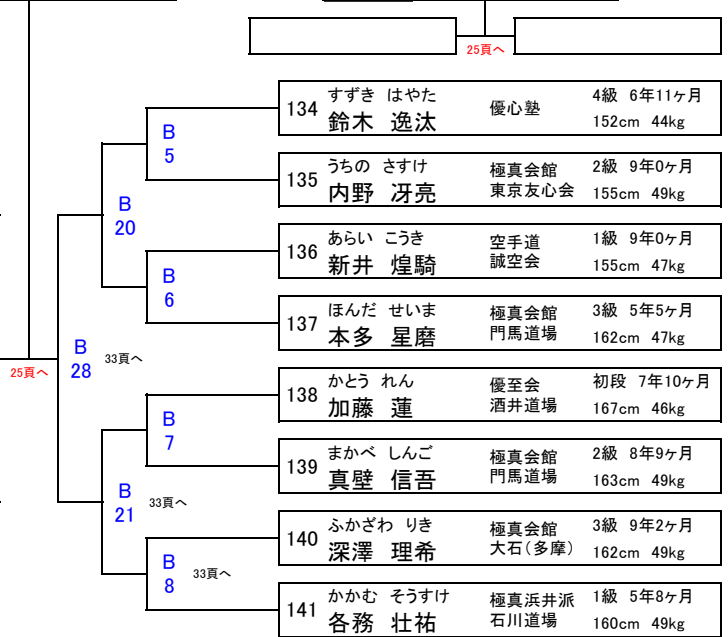 25頁へ
134 すずき はやた 鈴木 逸汰 優心塾 4級 6年11ヶ月 152cm 44kg
B 5
135 うちの さすけ 内野 冴亮 極真会館 東京友心会 2級 9年0ヶ月 155cm 49kg
B 20
136 あらい こうき 新井 煌騎 空手道 誠空会 1級 9年0ヶ月 155cm 47kg
B 6
137 ほんだ せいま 本多 星磨 極真会館 門馬道場 3級 5年5ヶ月 162cm 47kg
25頁へ
B 28 33頁へ
138 かとう れん 加藤 蓮 優至会 酒井道場 初段 7年10ヶ月 167cm 46kg
B 7
139 まかべ しんご 真壁 信吾 極真会館 門馬道場 2級 8年9ヶ月 163cm 49kg
B 21 33頁へ
140 ふかざわ りき 深澤 理希 極真会館 大石(多摩) 3級 9年2ヶ月 162cm 49kg
B 8 33頁へ
141 かかむ そうすけ 各務 壮祐 極真浜井派 石川道場 1級 5年8ヶ月 160cm 49kg